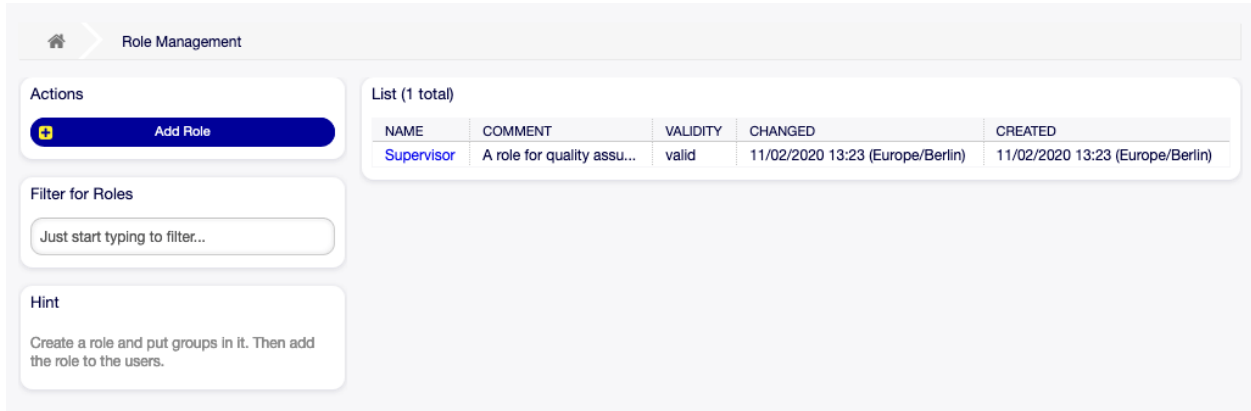 Role Management
Actions
Add Role
Filter for Roles
Just start typing to filter...
Hint
Create a role and put groups in it. Then add
the role to the users.
List (1 total)
NAME COMMENT VALIDITY CHANGED CREATED
Supervisor A role for quality assu... valid 11/02/2020 13:23 (Europe/Berlin) 11/02/2020 13:23 (Europe/Berlin)